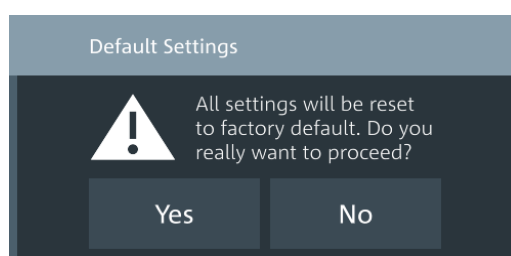 Default Settings
All settings will be reset
to factory default. Do you
really want to proceed?
Yes
No